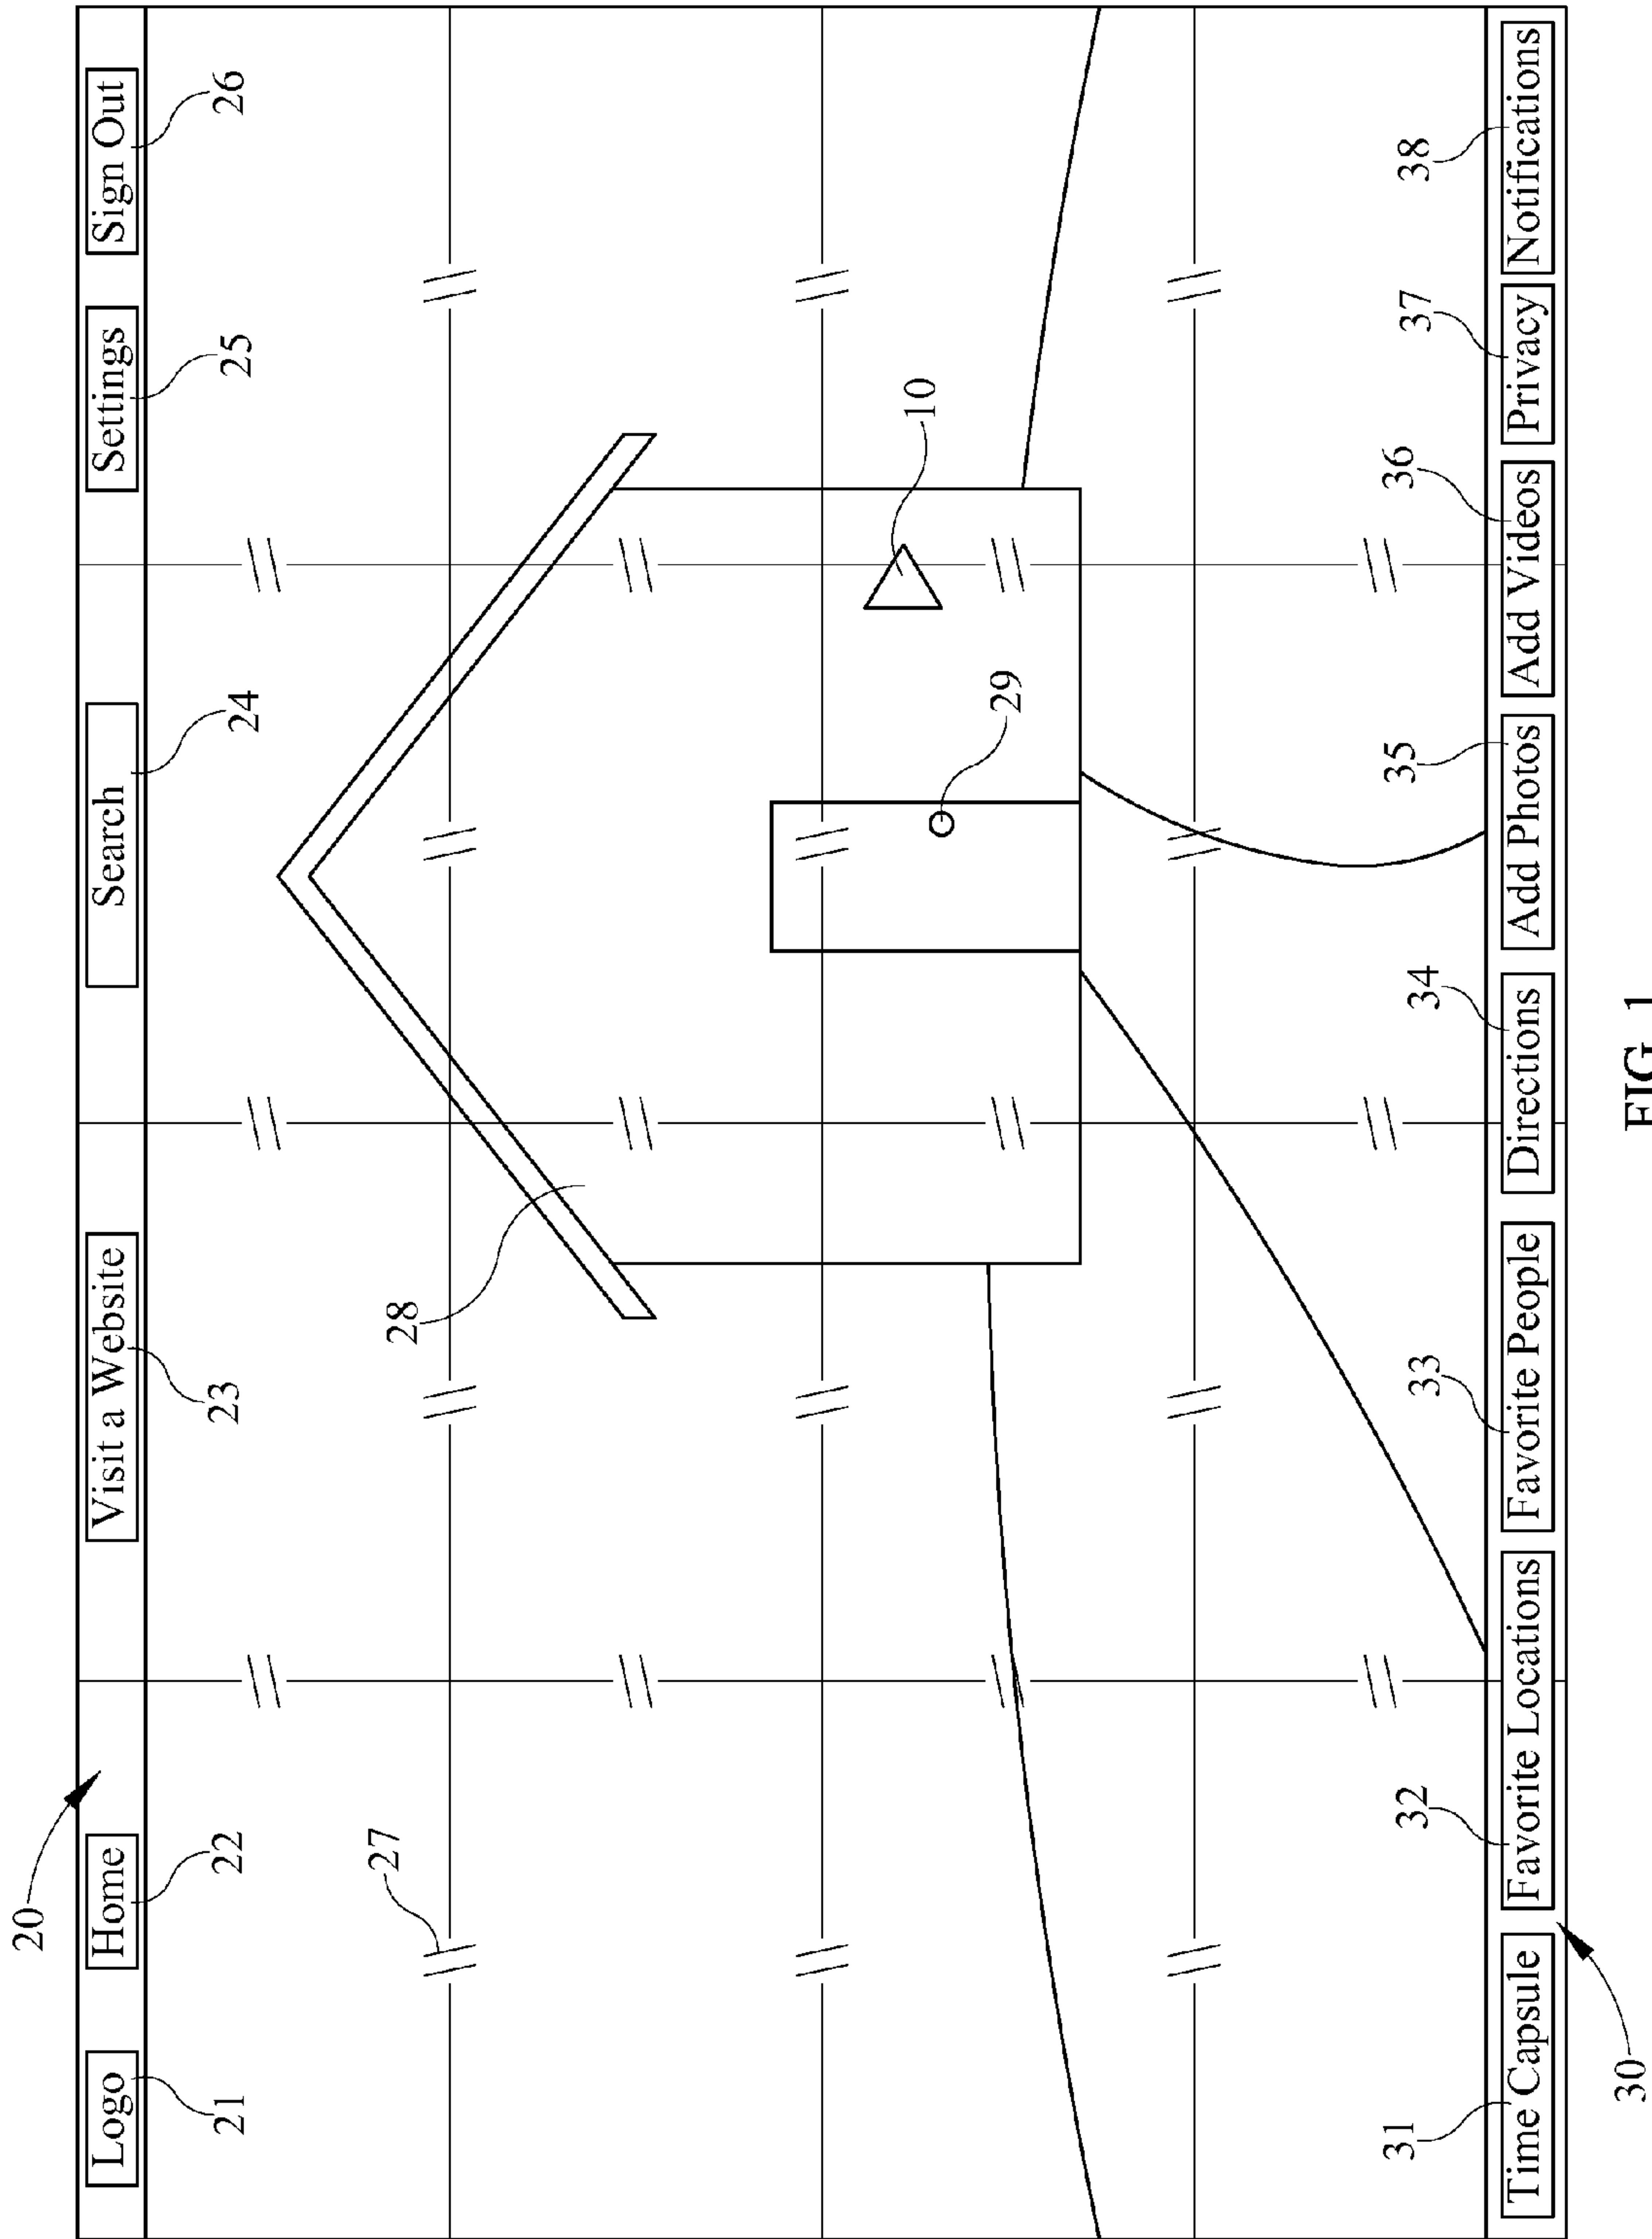 20
Logo
Home
Visit a Website
Search
Settings
Sign Out
21
22
23
24
25
26
27
28
10
29
31
32
33
34
35
36
37
38
Time Capsule
Favorite Locations
Favorite People
Directions
Add Photos
Add Videos
Privacy
Notifications
30
FIG. 1